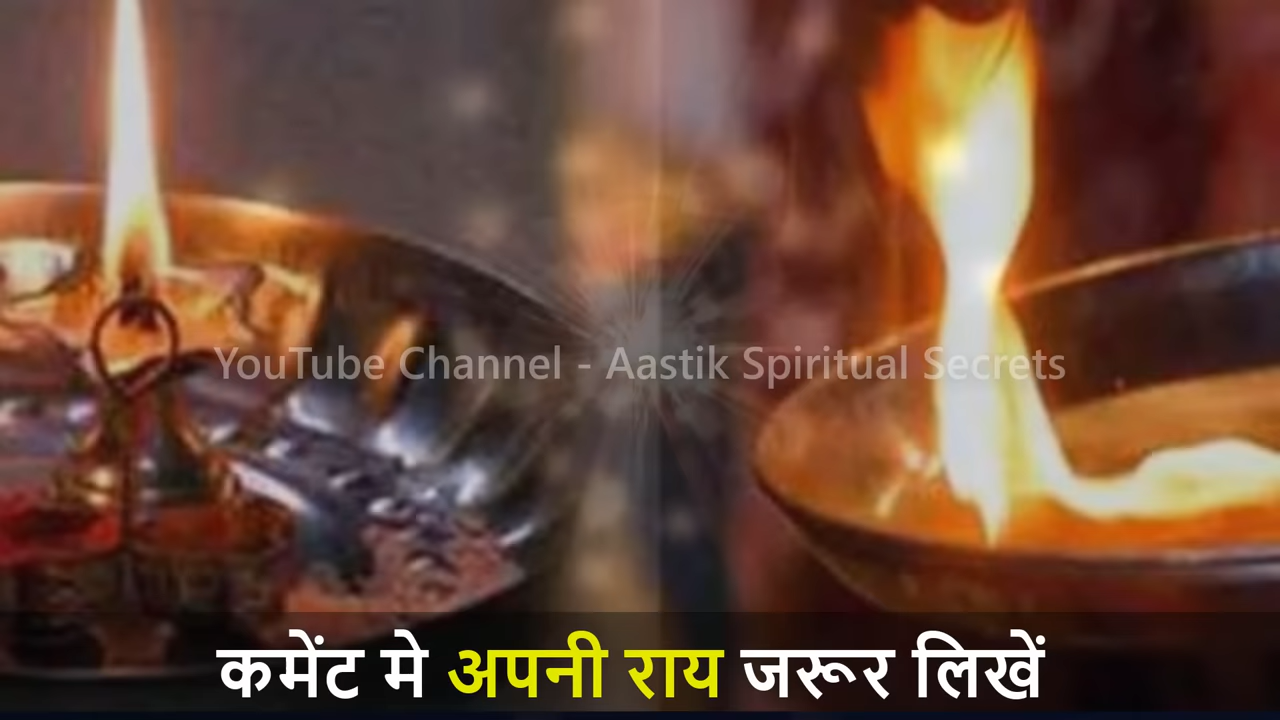 YouTube Channel - Aastik Spiritual Secrets
कमेंट मे अपनी राय जरूर लिखें